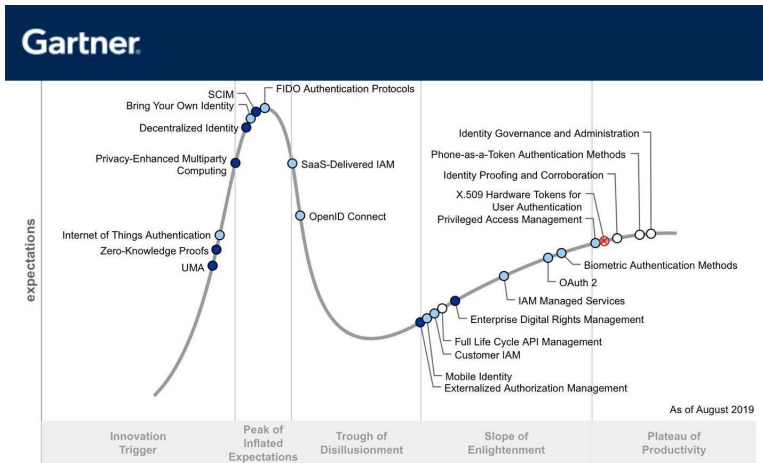 Gartner®
FIDO Authentication Protocols
SCIM
Bring Your Own Identity
Decentralized Identity
Privacy-Enhanced Multiparty
Computing
SaaS-Delivered IAM
OpenID Connect
Internet of Things Authentication
Zero-Knowledge Proofs
UMA
Identity Governance and Administration
Phone-as-a-Token Authentication Methods
Identity Proofing and Corroboration
X.509 Hardware Tokens for
User Authentication
Privileged Access Management
Biometric Authentication Methods
OAuth 2
IAM Managed Services
Enterprise Digital Rights Management
Full Life Cycle API Management
Customer IAM
Mobile Identity
Externalized Authorization Management
expectations
As of August 2019
Innovation
Trigger
Peak of
Inflated
Expectations
Trough of
Disillusionment
Slope of
Enlightenment
Plateau of
Productivity